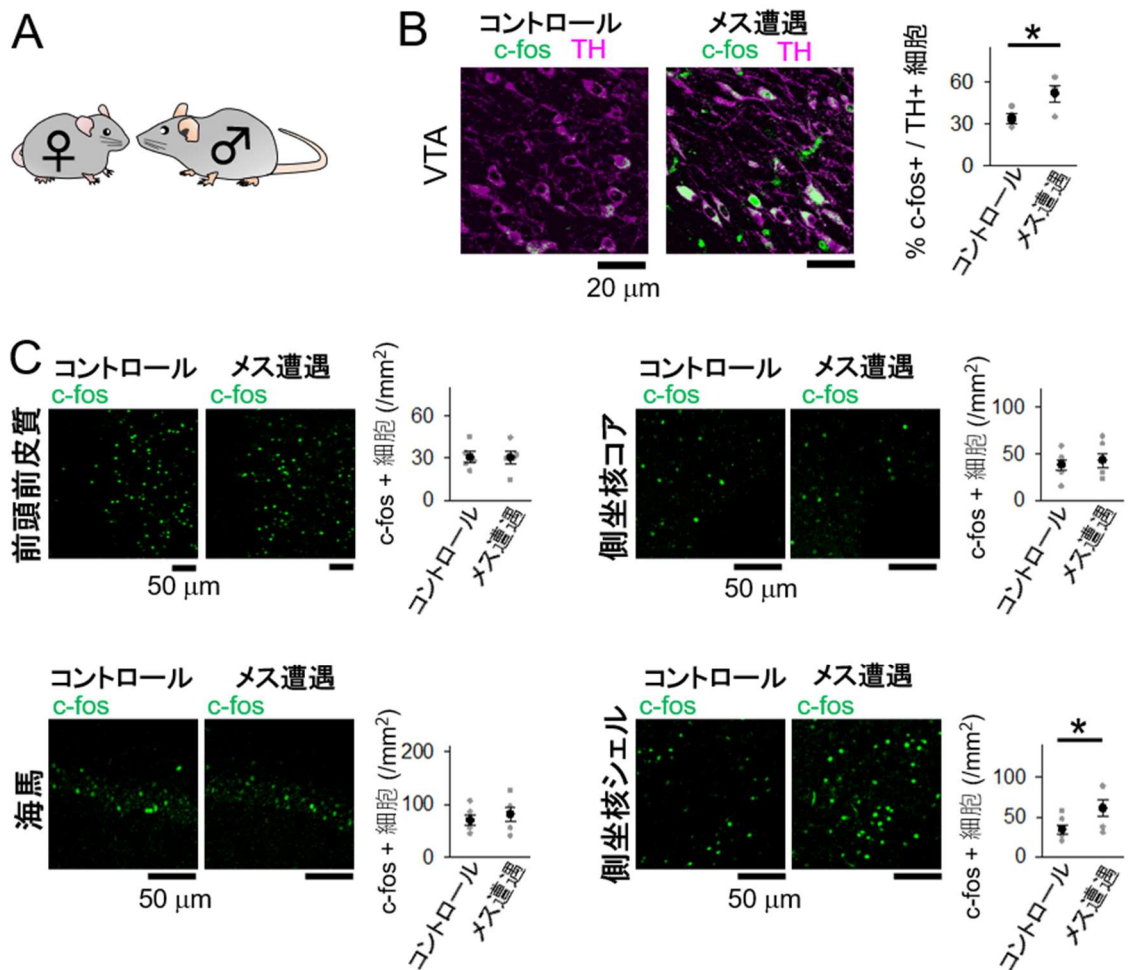 A
♀
♂
B
コントロール
c-fos TH
メス遭遇
c-fos TH
VTA
20 μm
% c-fos+ / TH+ 細胞
60
30
0
*
コントロール
メス遭遇
C
前頭前皮質
コントロール
c-fos
メス遭遇
c-fos
50 μm
c-fos + 細胞 (/mm²)
60
30
0
コントロール
メス遭遇
側坐核コア
コントロール
c-fos
メス遭遇
c-fos
50 μm
c-fos + 細胞 (/mm²)
100
50
0
コントロール
メス遭遇
海馬
コントロール
c-fos
メス遭遇
c-fos
50 μm
c-fos + 細胞 (/mm²)
200
100
0
コントロール
メス遭遇
側坐核シェル
コントロール
c-fos
メス遭遇
c-fos
50 μm
c-fos + 細胞 (/mm²)
100
50
0
*
コントロール
メス遭遇